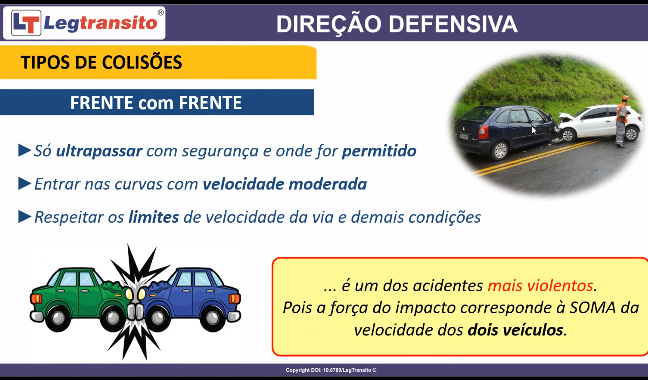 LT Legtransito®
DIREÇÃO DEFENSIVA
TIPOS DE COLISÕES
FRENTE com FRENTE
►Só ultrapassar com segurança e onde for permitido
►Entrar nas curvas com velocidade moderada
►Respeitar os limites de velocidade da via e demais condições
... é um dos acidentes mais violentos.
Pois a força do impacto corresponde à SOMA da
velocidade dos dois veículos.
Copyright DOI: 10.6789/LegTransito ©